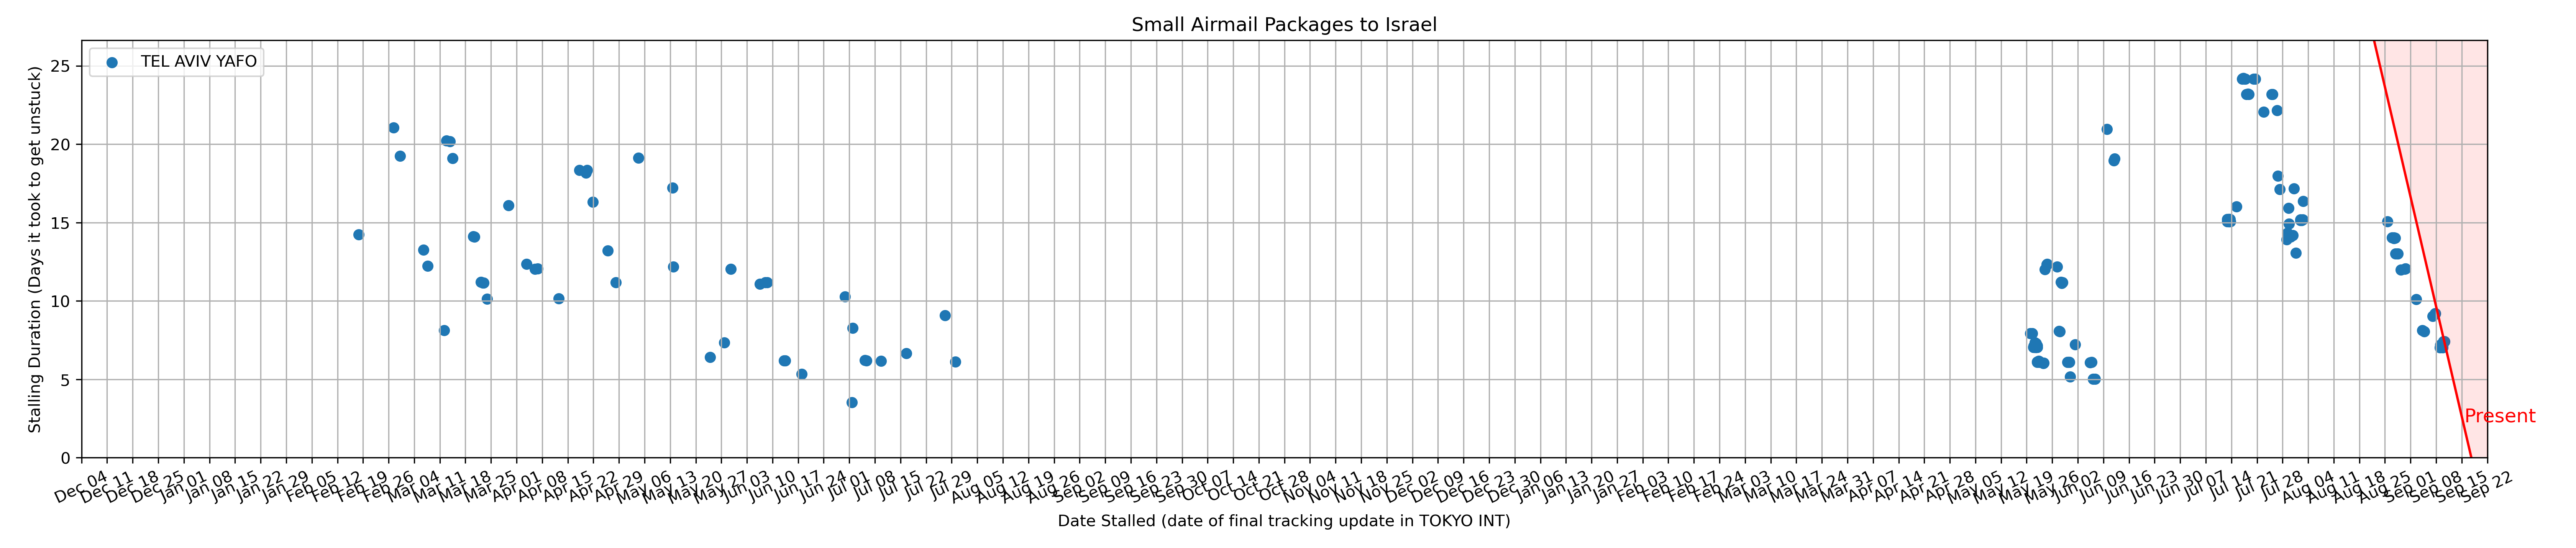 Small Airmail Packages to Israel
TEL AVIV YAFO
Stalling Duration (Days it took to get unstuck)
25
20
15
10
5
0
Present
Dec 04
Dec 11
Dec 18
Dec 25
Jan 01
Jan 08
Jan 15
Jan 22
Jan 29
Feb 05
Feb 12
Feb 19
Feb 26
Mar 04
Mar 11
Mar 18
Mar 25
Apr 01
Apr 08
Apr 15
Apr 22
Apr 29
May 06
May 13
May 20
May 27
Jun 03
Jun 10
Jun 17
Jun 24
Jul 01
Jul 08
Jul 15
Jul 22
Jul 29
Aug 05
Aug 12
Aug 19
Aug 26
Sep 02
Sep 09
Sep 16
Sep 23
Sep 30
Oct 07
Oct 14
Oct 21
Oct 28
Nov 04
Nov 11
Nov 18
Nov 25
Dec 02
Dec 09
Dec 16
Dec 23
Dec 30
Jan 06
Jan 13
Jan 20
Jan 27
Feb 03
Feb 10
Feb 17
Feb 24
Mar 03
Mar 10
Mar 17
Mar 24
Mar 31
Apr 07
Apr 14
Apr 21
Apr 28
May 05
May 12
May 19
May 26
Jun 02
Jun 09
Jun 16
Jun 23
Jun 30
Jul 07
Jul 14
Jul 21
Jul 28
Aug 04
Aug 11
Aug 18
Aug 25
Sep 01
Sep 08
Sep 15
Sep 22
Date Stalled (date of final tracking update in TOKYO INT)